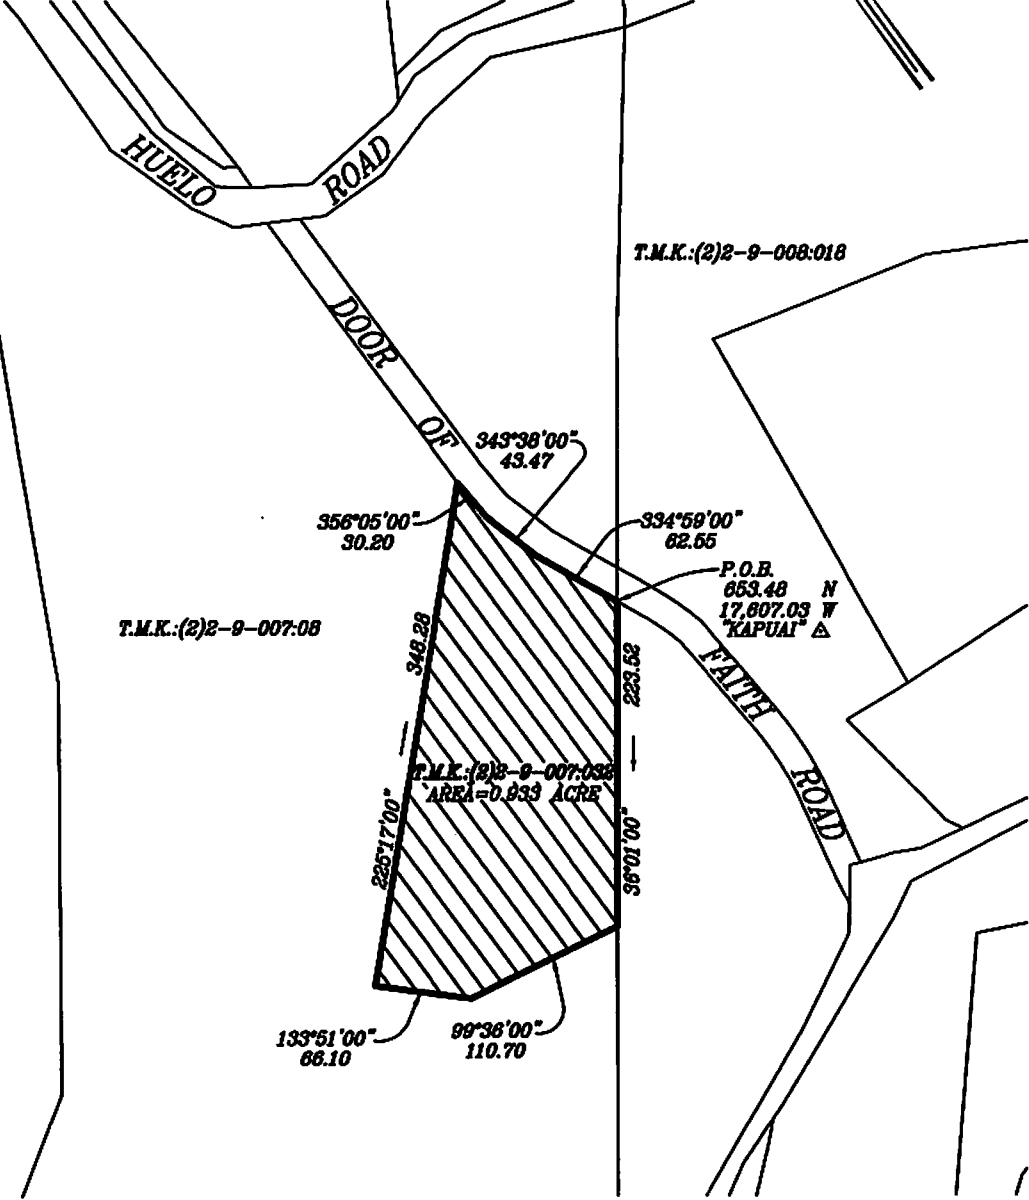 HUELO ROAD
T.M.K.:(2)2-9-008:018
DOOR OF FAITH ROAD
343°38'00"
43.47
356°05'00"
30.20
334°59'00"
62.55
P.O.B.
653.48 N
17,607.03 W
"KAPUAI"
T.M.K.:(2)2-9-007:08
348.28
223.52
T.M.K.:(2)2-9-007:032
AREA=0.933 ACRE
225°17'00"
36°01'00"
133°51'00"
66.10
99°36'00"
110.70